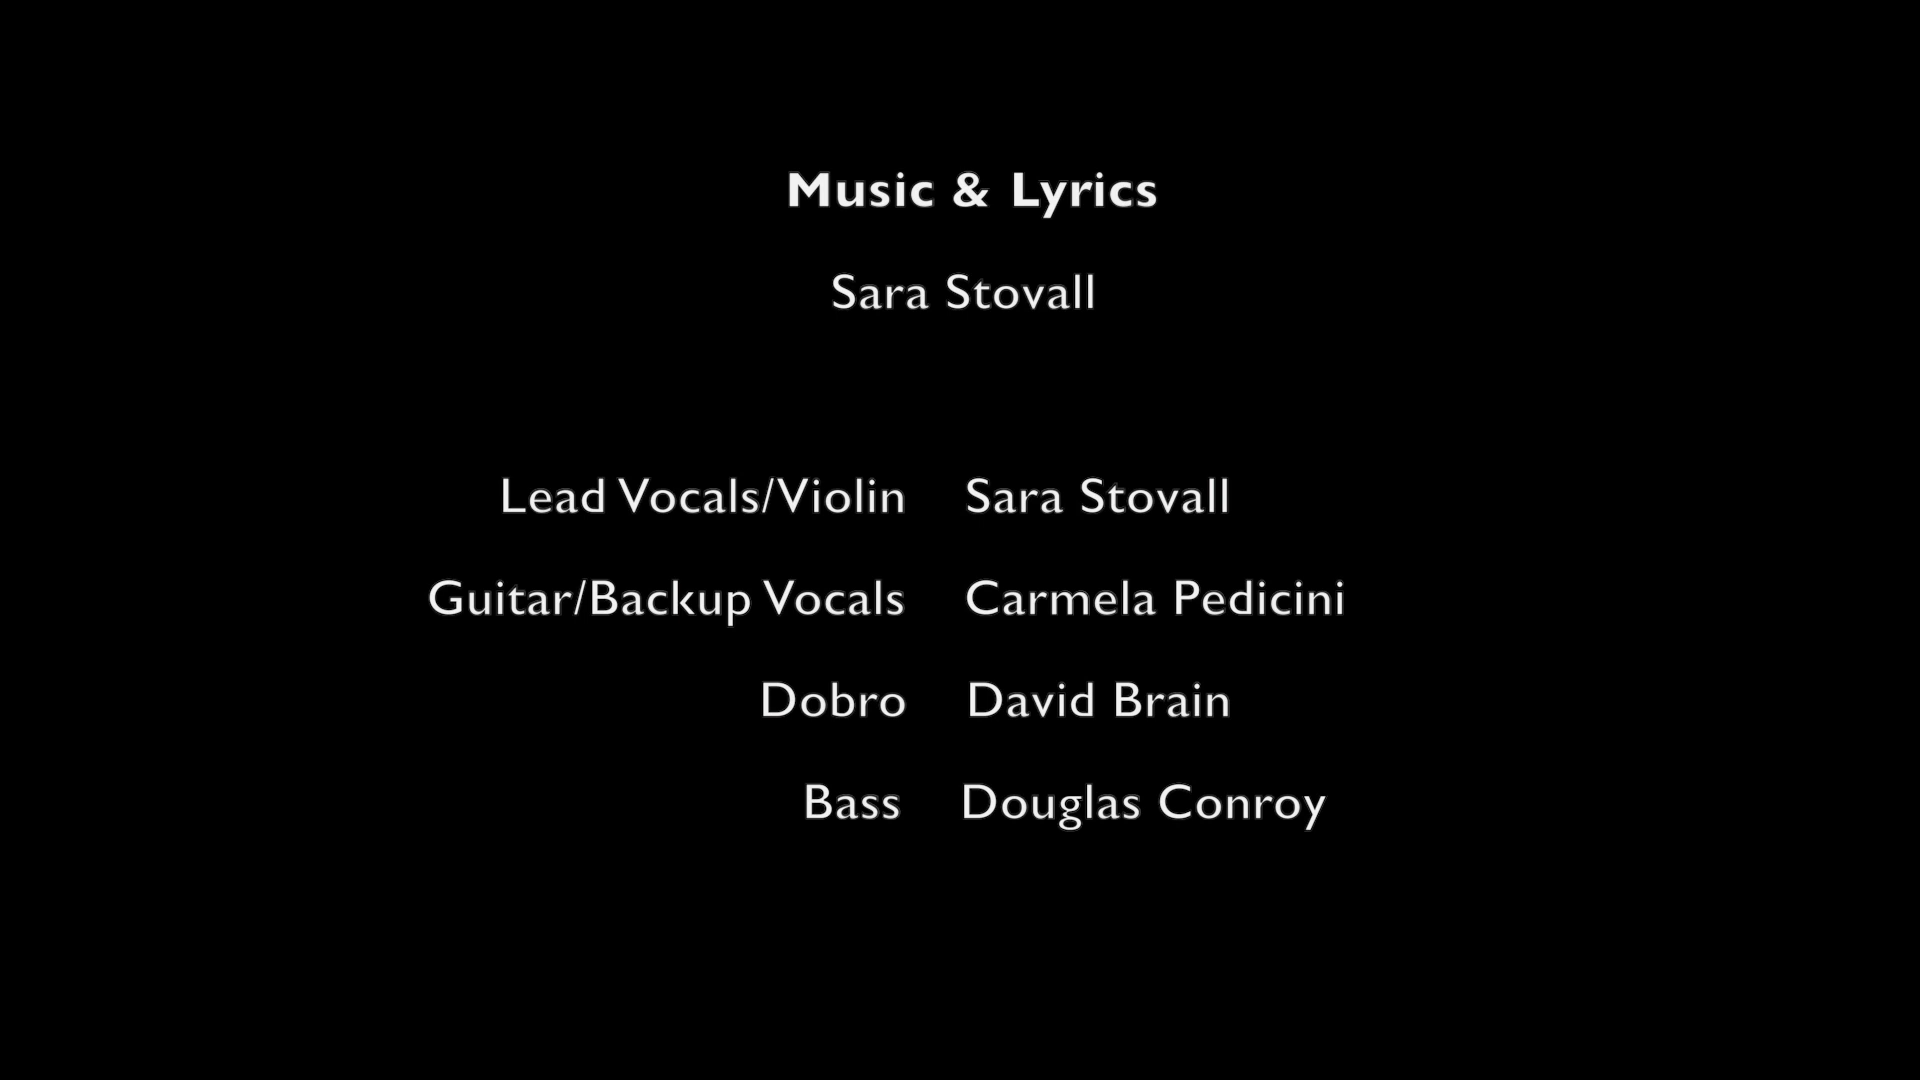 Music & Lyrics
Sara Stovall
Lead Vocals/Violin Sara Stovall
Guitar/Backup Vocals Carmela Pedicini
Dobro David Brain
Bass Douglas Conroy